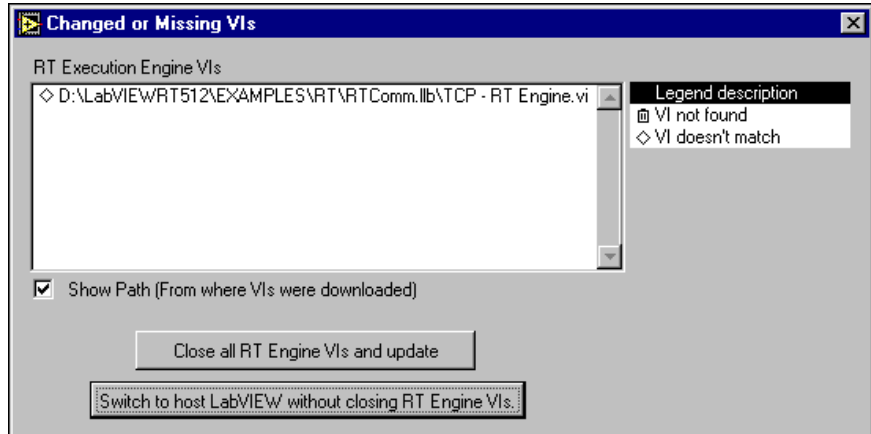 Changed or Missing VIs
RT Execution Engine VIs
D:\LabVIEWRT512\EXAMPLES\RT\RTComm.llb\TCP - RT Engine.vi
Legend description
VI not found
VI doesn't match
Show Path (From where VIs were downloaded)
Close all RT Engine VIs and update
Switch to host LabVIEW without closing RT Engine VIs.